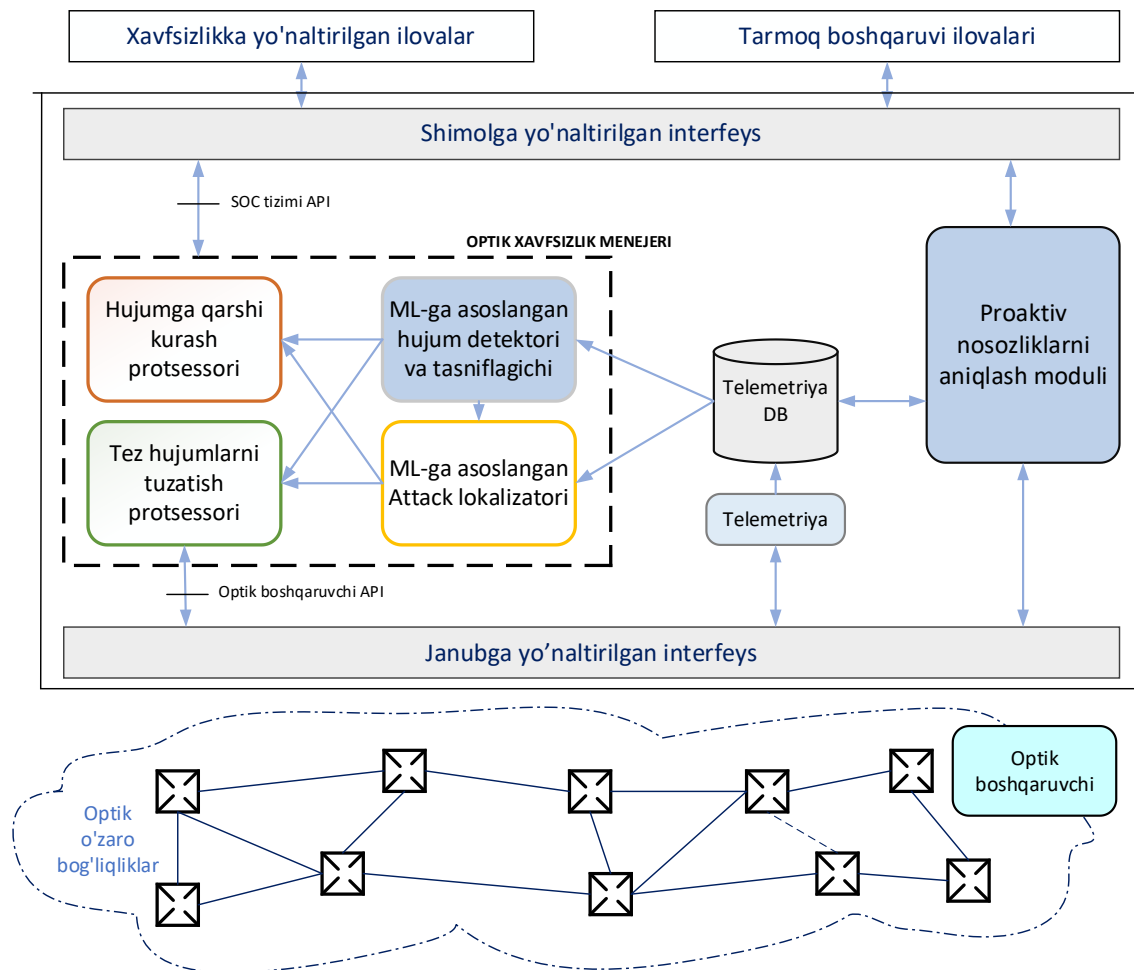 Xavfsizlikka yo'naltirilgan ilovalar
Tarmoq boshqaruvi ilovalari
Shimolga yo'naltirilgan interfeys
SOC tizimi API
OPTIK XAVFSIZLIK MENEJERI
Hujumga qarshi
kurash
protsessori
ML-ga asoslangan
hujum detektori
va tasniflagichi
Proaktiv
nosozliklarni
aniqlash moduli
Telemetriya
DB
Tez hujumlarni
tuzatish
protsessori
ML-ga asoslangan
Attack lokalizatori
Telemetriya
Optik boshqaruvchi API
Janubga yo’naltirilgan interfeys
Optik
boshqaruvchi
Optik
o'zaro
bog'liqliklar